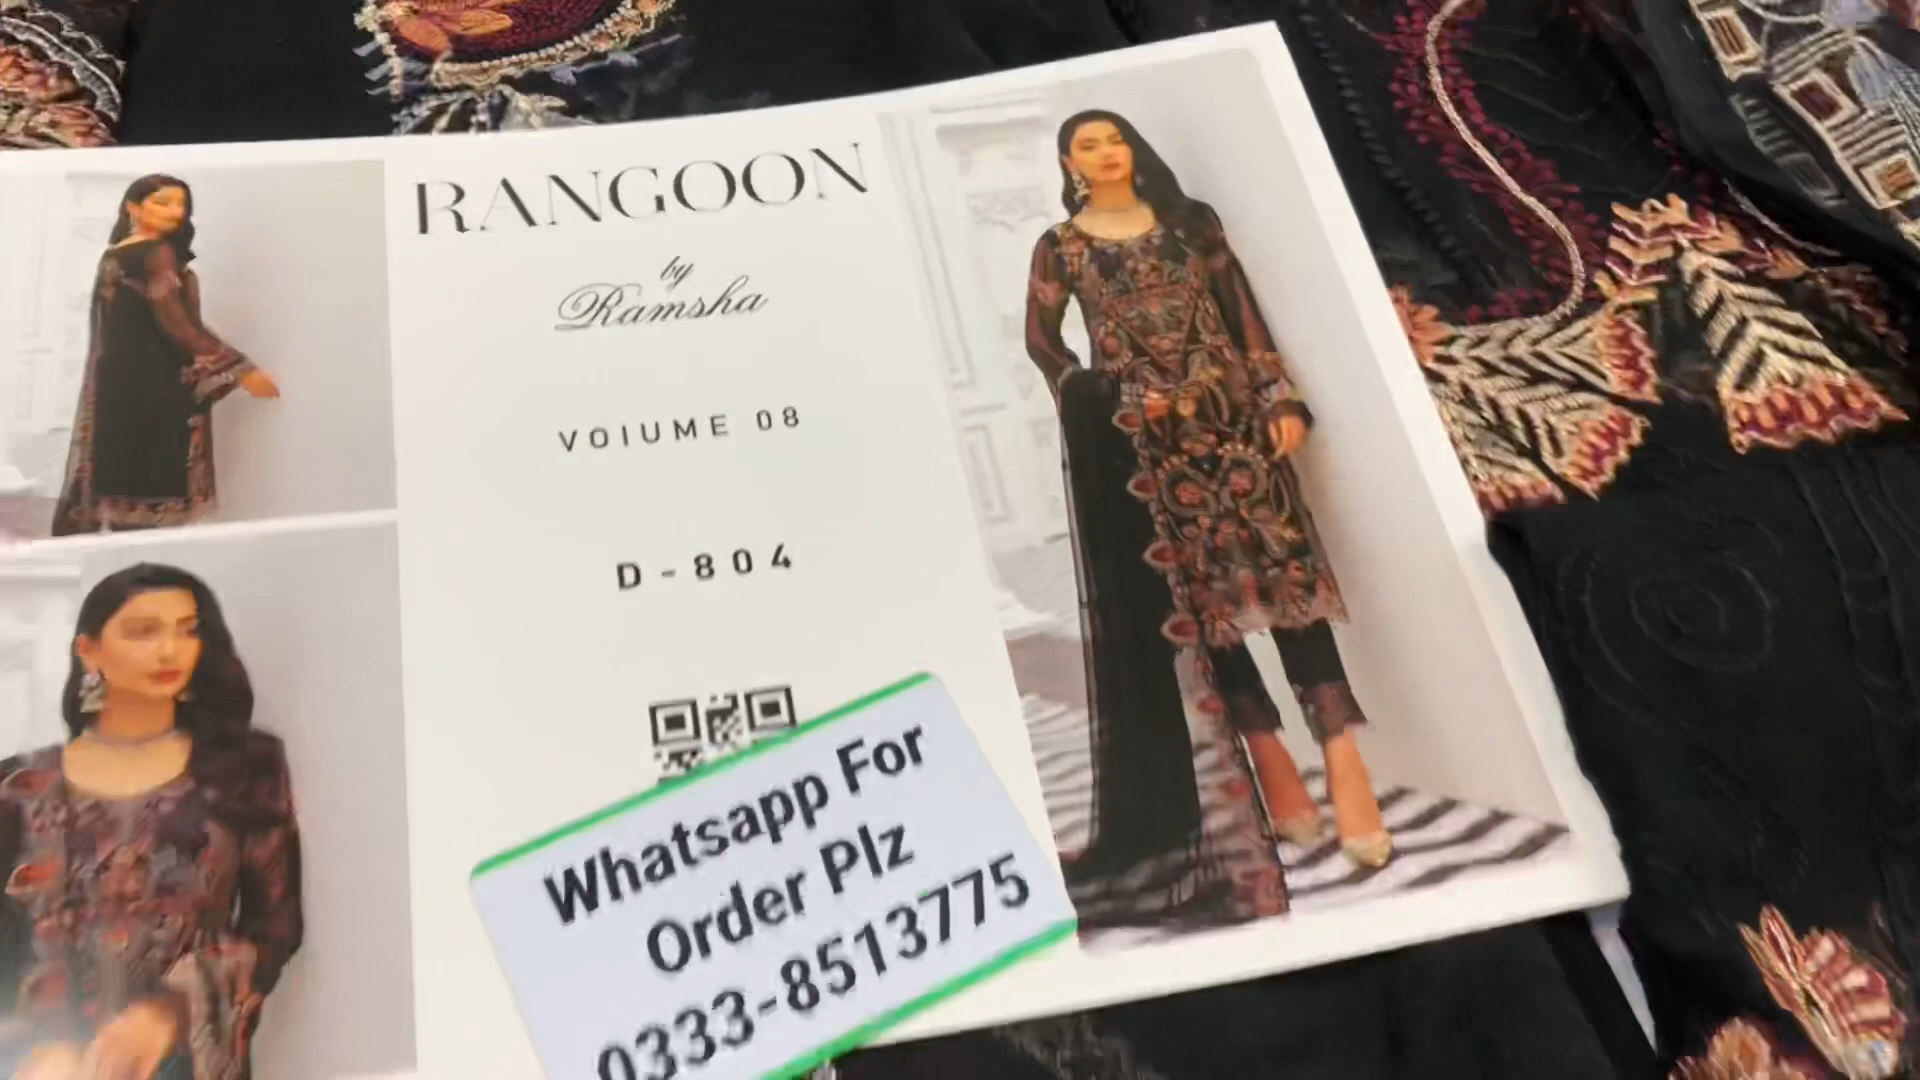 RANGOON
by
Ramsha
VOIUME 08
D-804
Whatsapp For
Order Plz
0333-8513775